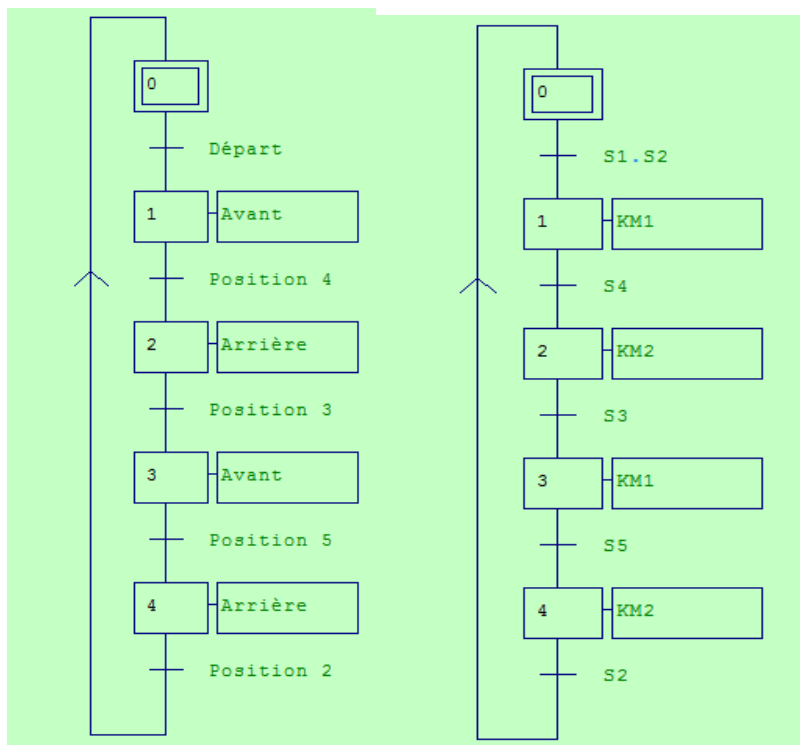 0
Départ
1 Avant
Position 4
2 Arrière
Position 3
3 Avant
Position 5
4 Arrière
Position 2
0
S1.S2
1 KM1
S4
2 KM2
S3
3 KM1
S5
4 KM2
S2